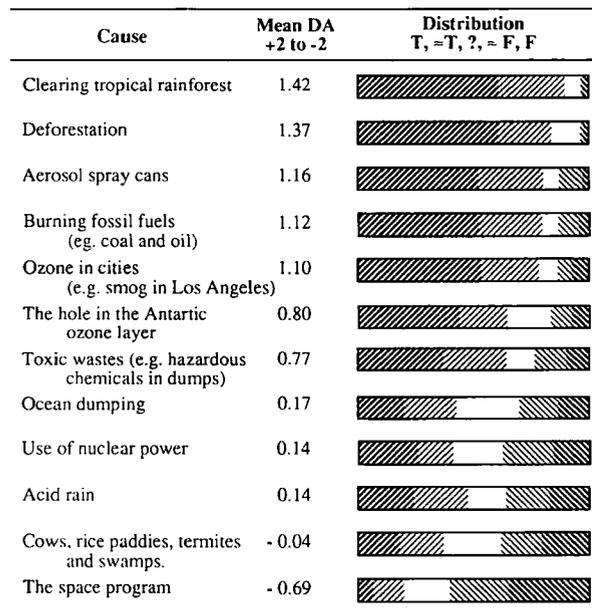 Cause Mean DA Distribution
+2 to -2 T, ≈T, ?, ≈ F, F
Clearing tropical rainforest 1.42
Deforestation 1.37
Aerosol spray cans 1.16
Burning fossil fuels 1.12
(eg. coal and oil)
Ozone in cities 1.10
(e.g. smog in Los Angeles)
The hole in the Antartic 0.80
ozone layer
Toxic wastes (e.g. hazardous 0.77
chemicals in dumps)
Ocean dumping 0.17
Use of nuclear power 0.14
Acid rain 0.14
Cows, rice paddies, termites - 0.04
and swamps.
The space program - 0.69